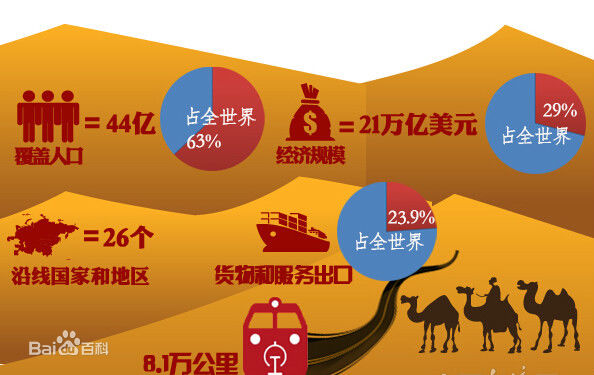 = 44亿
占全世界
63%
覆盖人口
$
= 21万亿美元
经济规模
29%
占全世界
= 26个
沿线国家和地区
货物和服务出口
23.9%
占全世界
8.1万公里
Bai百科